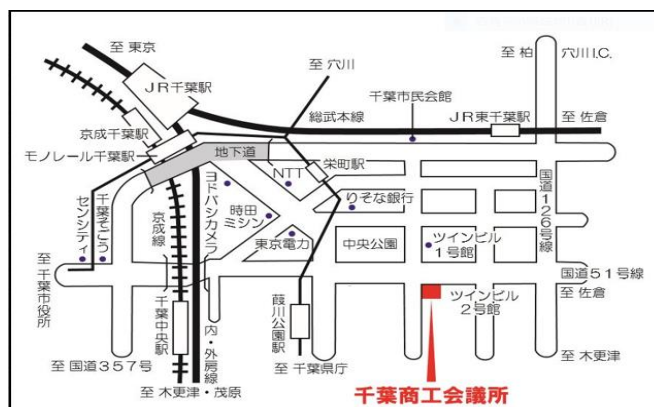 至 東京
JR千葉駅
京成千葉駅
モノレール千葉駅
地下道
至 穴川
総武本線
千葉市民会館
JR東千葉駅
至 柏
穴川I.C.
至 佐倉
栄町駅
NTT
ヨドバシカメラ
時田
ミシン
りそな銀行
東京電力
中央公園
ツインビル
1号館
国道126号線
千葉そごう
センシティ
京成線
至 千葉市役所
千葉中央駅
内・外房線
葭川公園駅
国道51号線
至 佐倉
ツインビル
2号館
至 国道357号
至 木更津・茂原
至 千葉県庁
至 木更津
千葉商工会議所